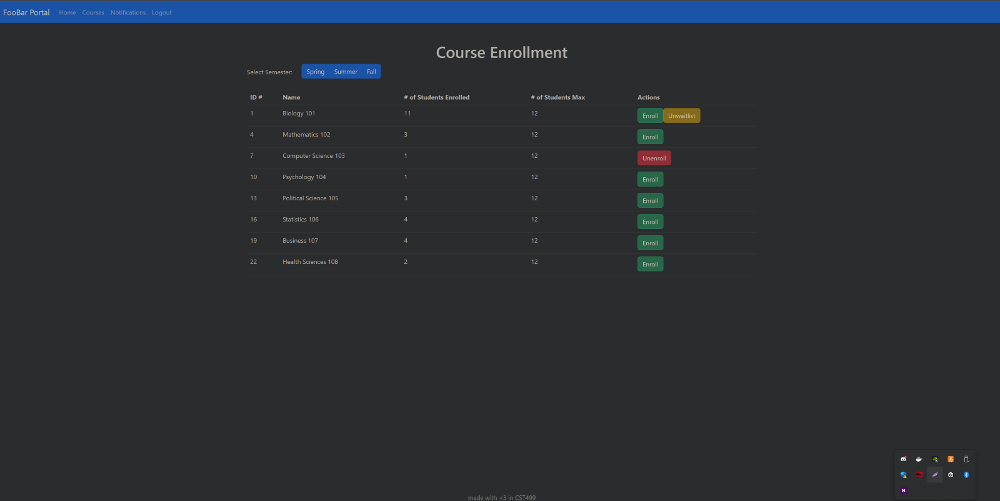 FooBar Portal Home Courses Notifications Logout
Course Enrollment
Select Semester: Spring Summer Fall
ID # Name # of Students Enrolled # of Students Max Actions
1 Biology 101 11 12 Enroll Unwaitlist
4 Mathematics 102 3 12 Enroll
7 Computer Science 103 1 12 Unenroll
10 Psychology 104 1 12 Enroll
13 Political Science 105 3 12 Enroll
16 Statistics 106 4 12 Enroll
19 Business 107 4 12 Enroll
22 Health Sciences 108 2 12 Enroll
N
made with <3 in CST499